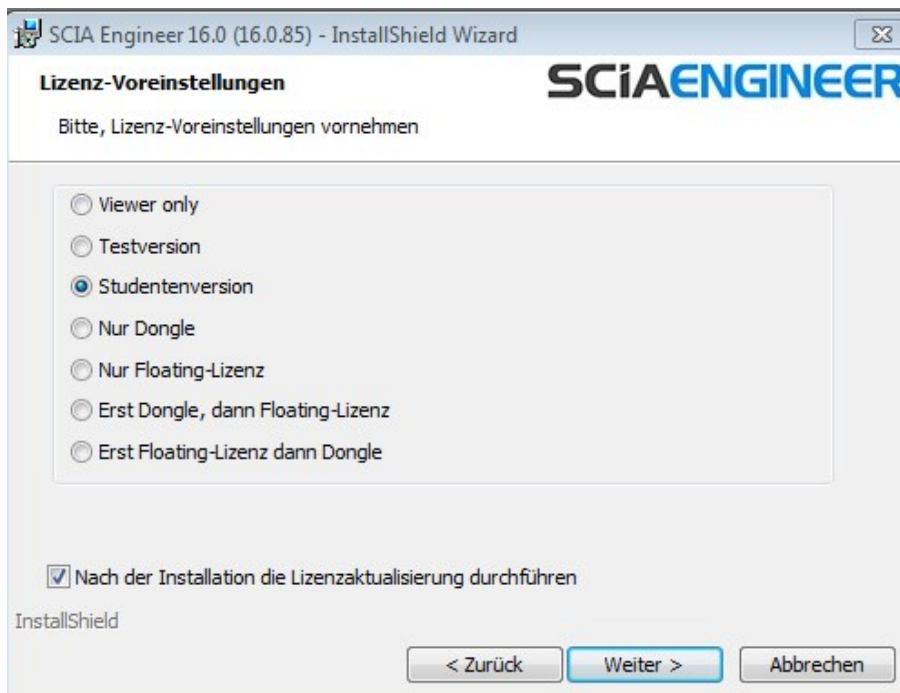 SCIA Engineer 16.0 (16.0.85) - InstallShield Wizard
Lizenz-Voreinstellungen
SCiAENGINEER
Bitte, Lizenz-Voreinstellungen vornehmen
Viewer only
Testversion
Studentenversion
Nur Dongle
Nur Floating-Lizenz
Erst Dongle, dann Floating-Lizenz
Erst Floating-Lizenz dann Dongle
Nach der Installation die Lizenzaktualisierung durchführen
InstallShield
< Zurück
Weiter >
Abbrechen